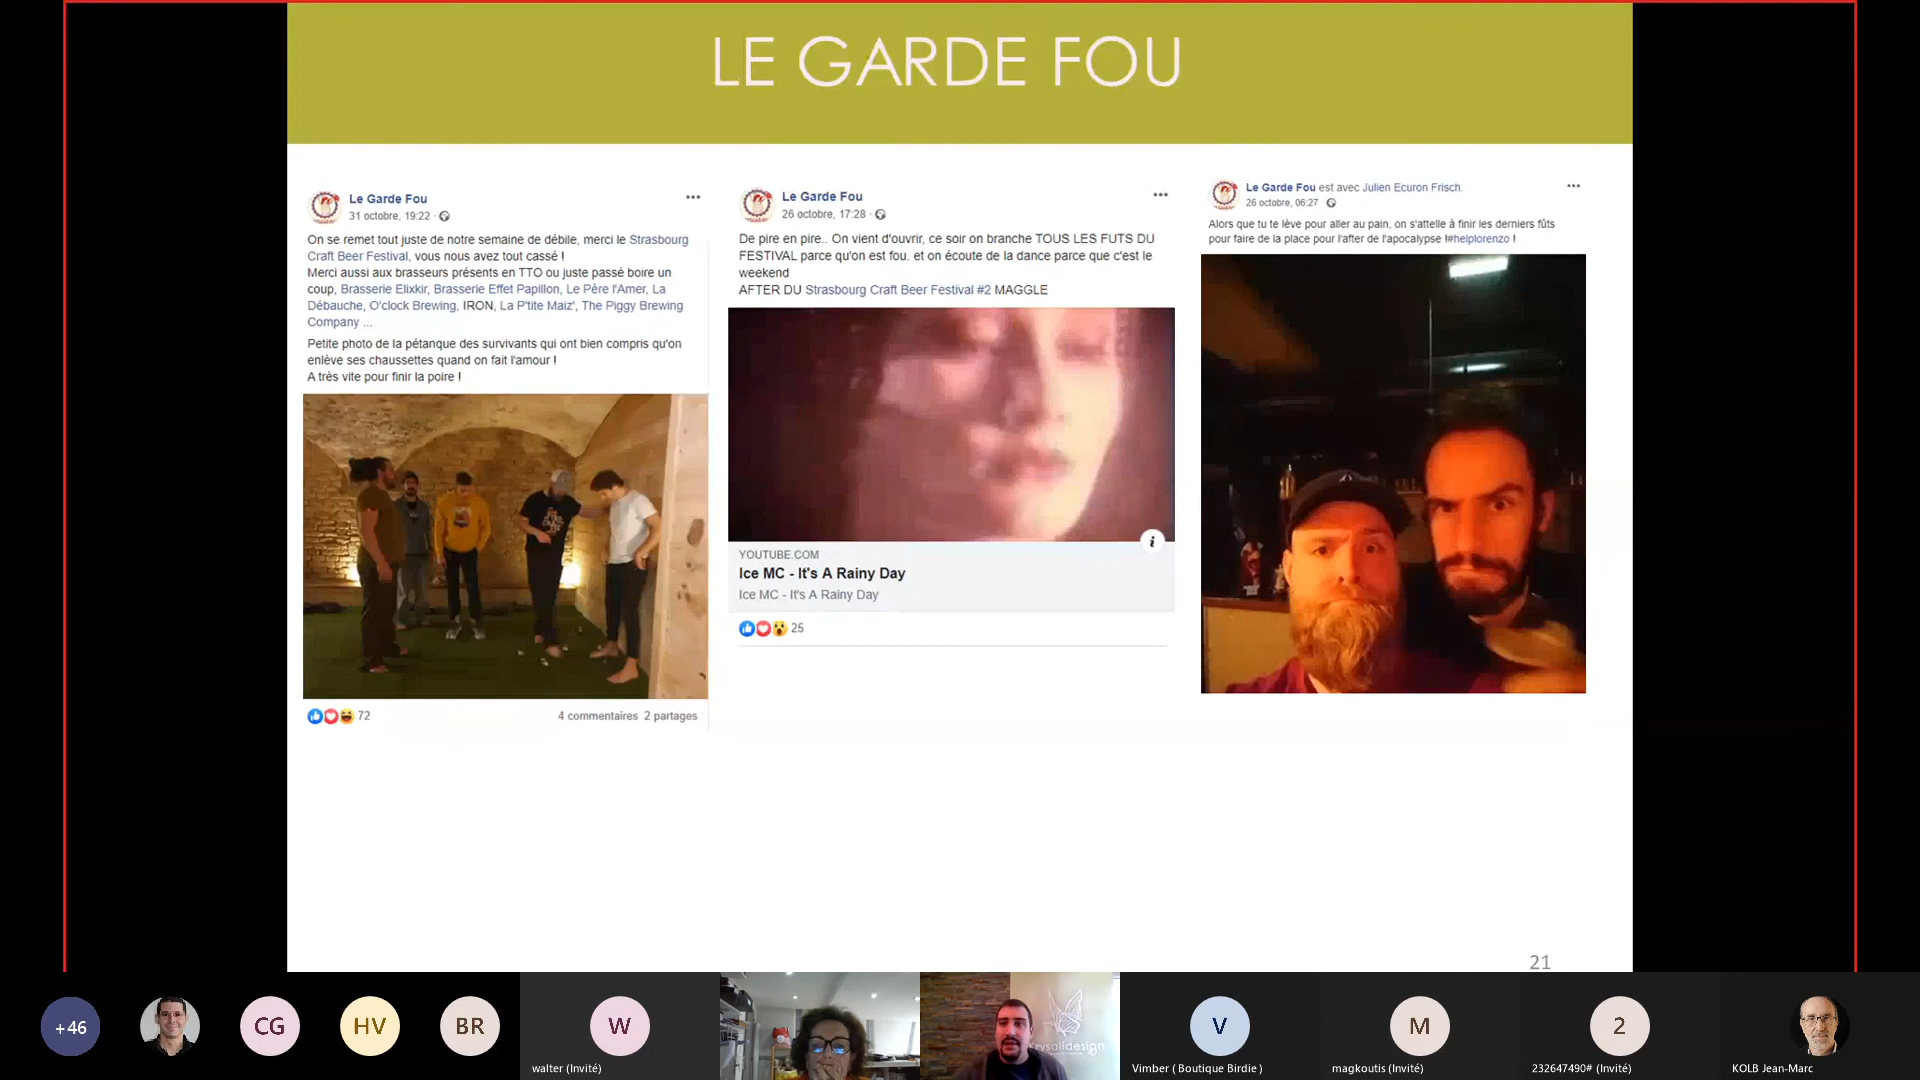 LE GARDE FOU
Le Garde Fou
31 octobre, 19:22 ·
On se remet tout juste de notre semaine de débile, merci le Strasbourg
Craft Beer Festival, vous nous avez tout cassé !
Merci aussi aux brasseurs présents en TTO ou juste passé boire un
coup, Brasserie Elixkir, Brasserie Effet Papillon, Le Père l'Amer, La
Débauche, O'clock Brewing, IRON, La P'tite Maiz', The Piggy Brewing
Company ...
Petite photo de la pétanque des survivants qui ont bien compris qu'on
enlève ses chaussettes quand on fait l'amour !
A très vite pour finir la poire !
72
4 commentaires 2 partages
Le Garde Fou
26 octobre, 17:28 ·
De pire en pire.. On vient d'ouvrir, ce soir on branche TOUS LES FUTS DU
FESTIVAL parce qu'on est fou. et on écoute de la dance parce que c'est le
weekend
AFTER DU Strasbourg Craft Beer Festival #2 MAGGLE
YOUTUBE.COM
Ice MC - It's A Rainy Day
Ice MC - It's A Rainy Day
25
Le Garde Fou est avec Julien Ecuron Frisch.
26 octobre, 06:27
Alors que tu te lève pour aller au pain, on s'attelle à finir les derniers fûts
pour faire de la place pour l'after de l'apocalypse !#helplorenzo !
21
+46
CG
HV
BR
W
walter (Invité)
rysalidesign
V
Vimber ( Boutique Birdie )
M
magkoutis (Invité)
2
232647490# (Invité)
KOLB Jean-Marc